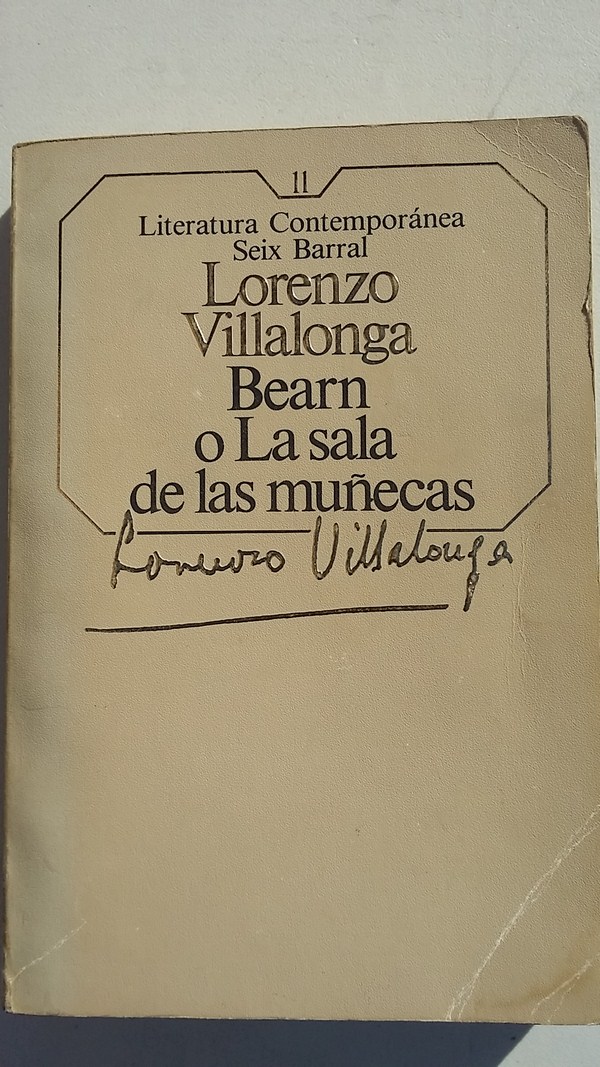 11
Literatura Contemporánea
Seix Barral
Lorenzo
Villalonga
Bearn
o La sala
de las muñecas
Lorenzo Villalonga